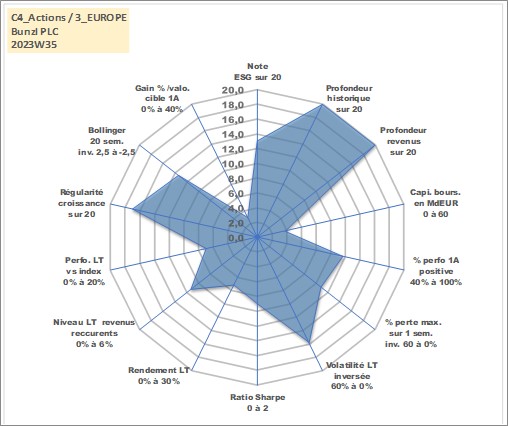 C4_Actions / 3_EUROPE
Bunzl PLC
2023W35
Note
ESG sur 20
Profondeur
historique
sur 20
Profondeur
revenus
sur 20
Capi. bours.
en MdEUR
0 à 60
% perfo 1A
positive
40% à 100%
% perte max.
sur 1 sem.
inv. 60 à 0%
Volatilité LT
inversée
60% à 0%
Ratio Sharpe
0 à 2
Rendement LT
0% à 30%
Niveau LT revenus
reccurents
0% à 6%
Perfo. LT
vs index
0% à 20%
Régularité
croissance
sur 20
Bollinger
20 sem.
inv. 2,5 à -2,5
Gain % /valo.
cible 1A
0% à 40%
20,0
18,0
16,0
14,0
12,0
10,0
8,0
6,0
4,0
2,0
0,0